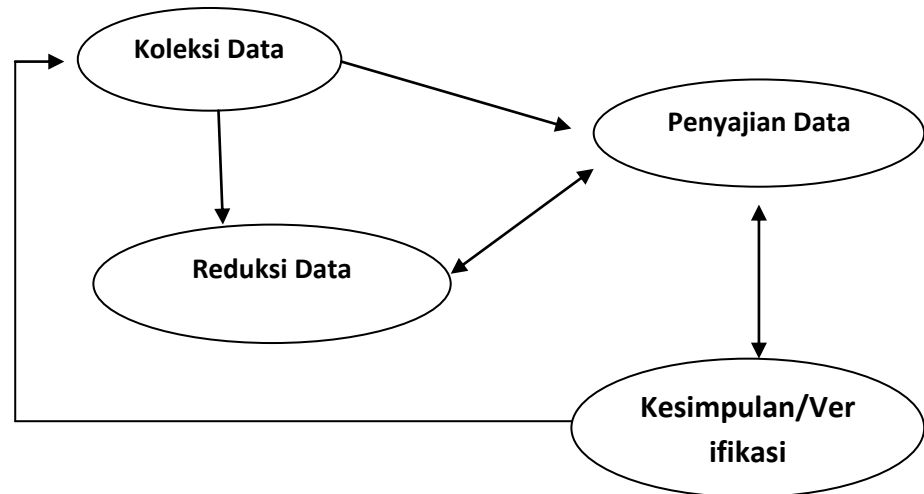 Koleksi Data
Penyajian Data
Reduksi Data
Kesimpulan/Ver
ifikasi